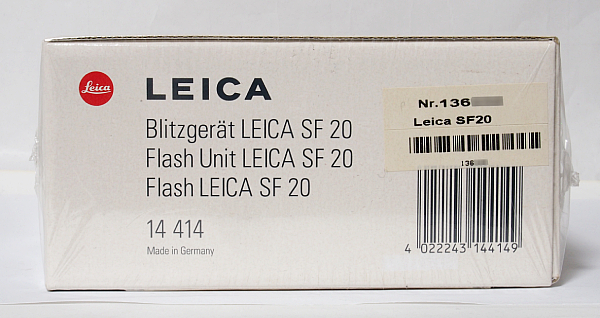 Leica
LEICA
Blitzgerät LEICA SF 20
Flash Unit LEICA SF 20
Flash LEICA SF 20
14 414
Made in Germany
Nr.136
Leica SF20
136
4 022243 144149